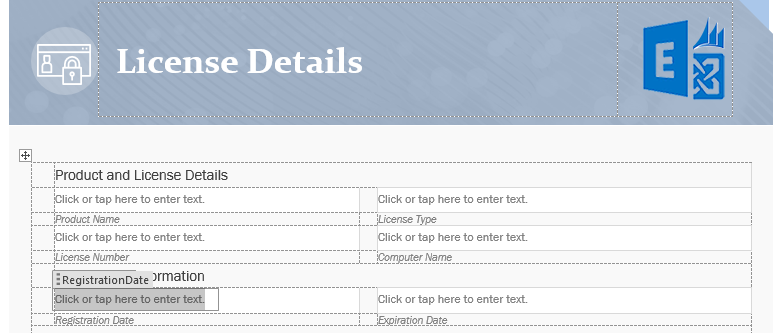 License Details
E
Product and License Details
Click or tap here to enter text. Click or tap here to enter text.
Product Name License Type
Click or tap here to enter text. Click or tap here to enter text.
License Number Computer Name
RegistrationDate ormation
Click or tap here to enter text. Click or tap here to enter text.
Registration Date Expiration Date